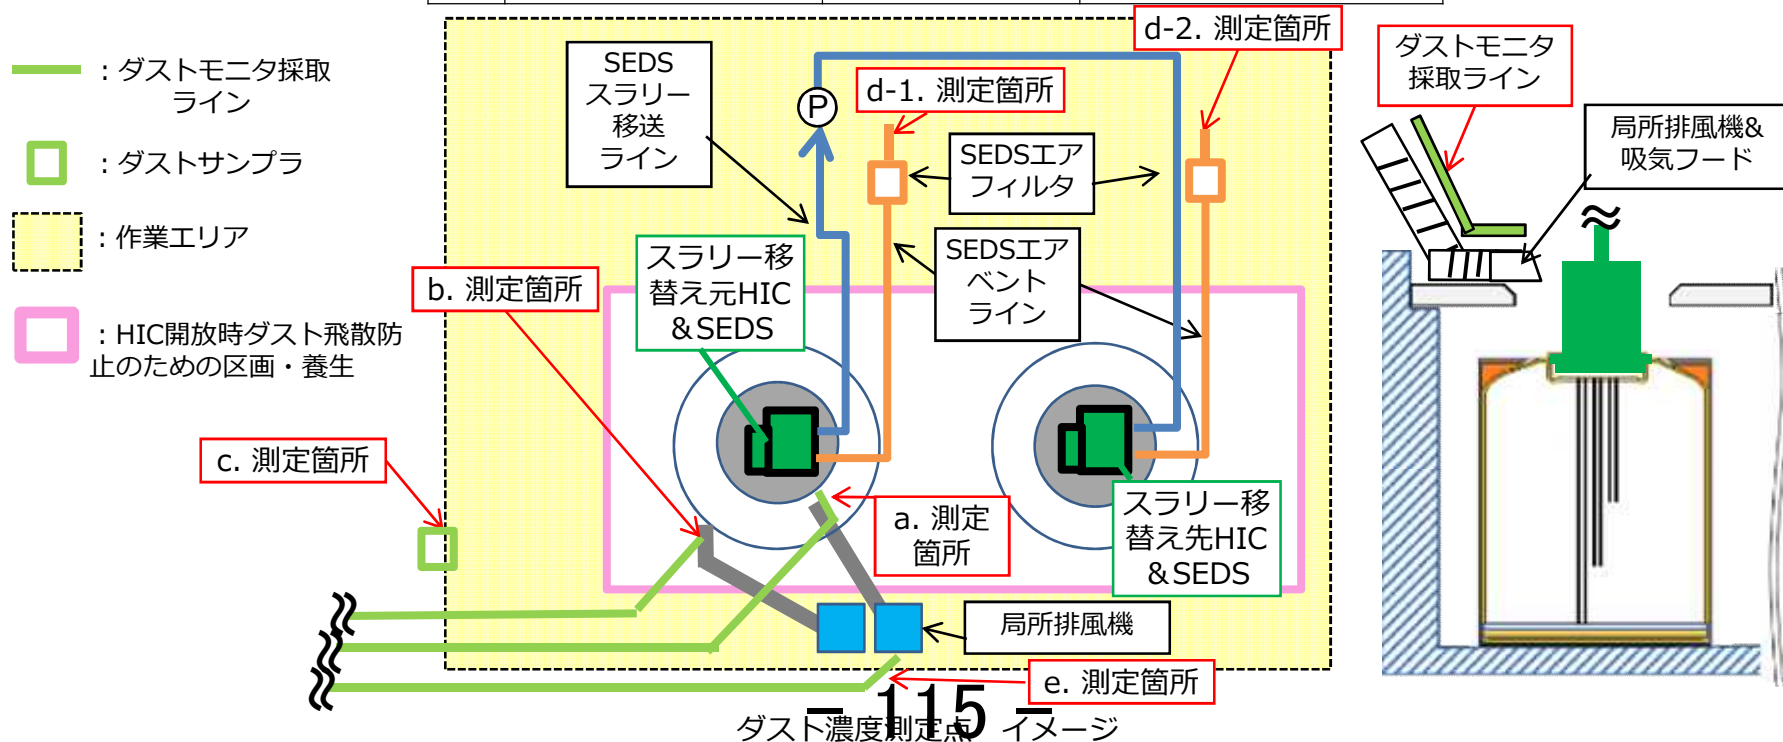 ：ダストモニタ採取
ライン
：ダストサンプラ
：作業エリア
：HIC開放時ダスト飛散防
止のための区画・養生
SEDS
スラリー
移送
ライン
P
d-1. 測定箇所
d-2. 測定箇所
SEDSエア
フィルタ
SEDSエア
ベント
ライン
b. 測定箇所
スラリー移
替え元HIC
＆SEDS
c. 測定箇所
a. 測定
箇所
スラリー移
替え先HIC
＆SEDS
局所排風機
e. 測定箇所
ダストモニタ
採取ライン
局所排風機&
吸気フード
－ 115 －
ダスト濃度測定点　イメージ